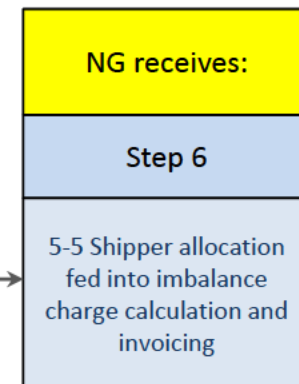 NG receives:
Step 6
5-5 Shipper allocation
fed into imbalance
charge calculation and
invoicing